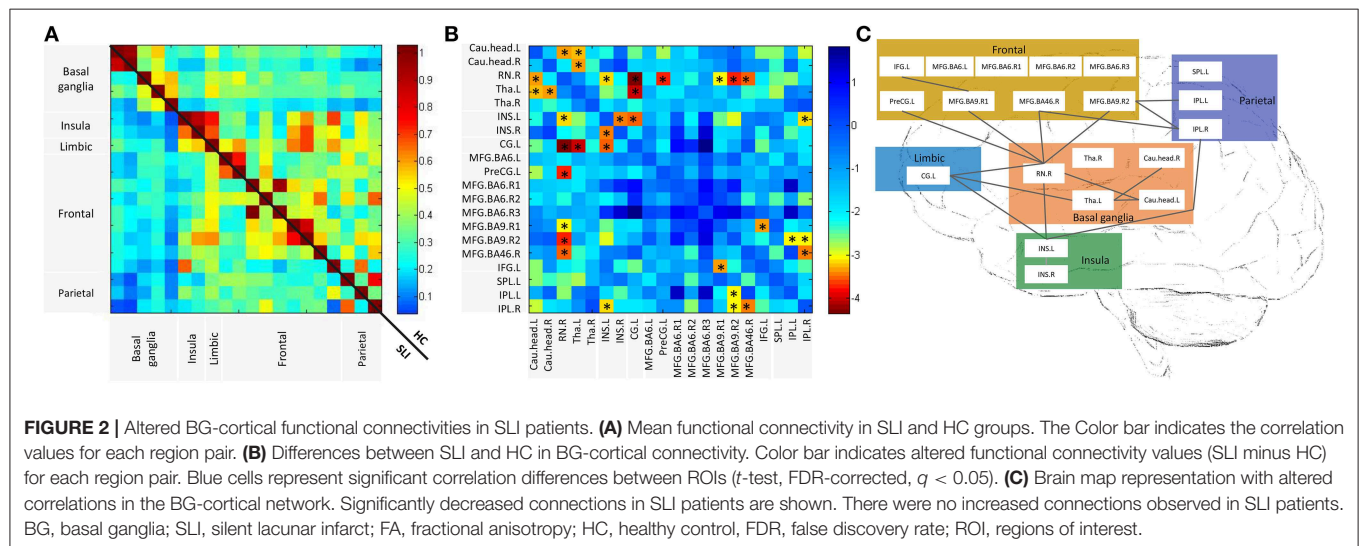 A
B
C
Basal
ganglia
Insula
Limbic
Frontal
Parietal
Basal
ganglia
Insula
Limbic
Frontal
Parietal
HC
SLI
1
0.9
0.8
0.7
0.6
0.5
0.4
0.3
0.2
0.1
Cau.head.L
Cau.head.R
RN.R
Tha.L
Tha.R
INS.L
INS.R
CG.L
MFG.BA6.L
PreCG.L
MFG.BA6.R1
MFG.BA6.R2
MFG.BA6.R3
MFG.BA9.R1
MFG.BA9.R2
MFG.BA46.R
IFG.L
SPL.L
IPL.L
IPL.R
Cau.head.L
Cau.head.R
RN.R
Tha.L
Tha.R
INS.L
INS.R
CG.L
MFG.BA6.L
PreCG.L
MFG.BA6.R1
MFG.BA6.R2
MFG.BA6.R3
MFG.BA9.R1
MFG.BA9.R2
MFG.BA46.R
IFG.L
SPL.L
IPL.L
IPL.R
0
-1
-2
-3
-4
Frontal
IFG.L MFG.BA6.L MFG.BA6.R1 MFG.BA6.R2 MFG.BA6.R3
PreCG.L MFG.BA9.R1 MFG.BA46.R MFG.BA9.R2
SPL.L
IPL.L
IPL.R
Parietal
Limbic
CG.L
Tha.R Cau.head.R
RN.R
Tha.L Cau.head.L
Basal ganglia
INS.L
INS.R
Insula
FIGURE 2 | Altered BG-cortical functional connectivities in SLI patients. (A) Mean functional connectivity in SLI and HC groups. The Color bar indicates the correlation
values for each region pair. (B) Differences between SLI and HC in BG-cortical connectivity. Color bar indicates altered functional connectivity values (SLI minus HC)
for each region pair. Blue cells represent significant correlation differences between ROIs (t-test, FDR-corrected, q < 0.05). (C) Brain map representation with altered
correlations in the BG-cortical network. Significantly decreased connections in SLI patients are shown. There were no increased connections observed in SLI patients.
BG, basal ganglia; SLI, silent lacunar infarct; FA, fractional anisotropy; HC, healthy control, FDR, false discovery rate; ROI, regions of interest.